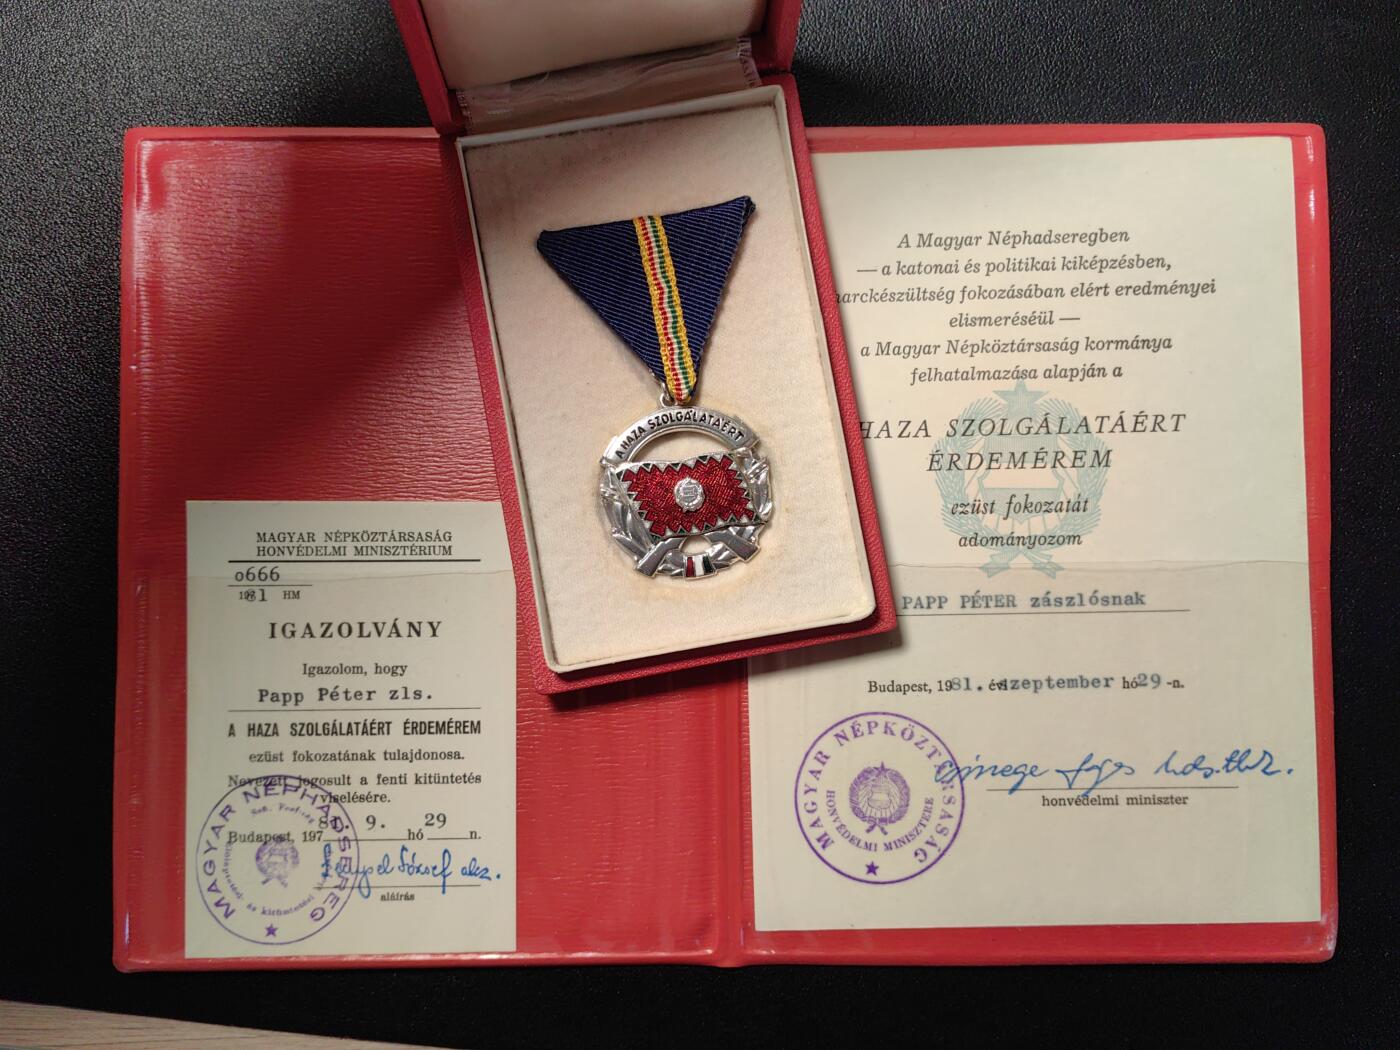 MAGYAR NÉPKÖZTÁRSASÁG
HONVÉDELMI MINISZTÉRIUM
o666
1981 HM
IGAZOLVÁNY
Igazolom, hogy
Papp Péter zls.
A HAZA SZOLGÁLATÁÉRT ÉRDEMÉREM
ezüst fokozatának tulajdonosa.
Nevezett jogosult a fenti kitüntetés
viselésére.
Budapest, 1981 9. hó 29 n.
aláírás
MAGYAR NÉPHADSEREG
A HAZA SZOLGÁLATÁÉRT
A Magyar Néphadseregben
— a katonai és politikai kiképzésben,
harckészültség fokozásában elért eredményei
elismeréséül —
a Magyar Népköztársaság kormánya
felhatalmazása alapján a
HAZA SZOLGÁLATÁÉRT
ÉRDEMÉREM
ezüst fokozatát
adományozom
PAPP PÉTER zászlósnak
Budapest, 1981. évi szeptember hó 29 -n.
honvédelmi miniszter
MAGYAR NÉPKÖZTÁRSASÁG
HONVÉDELMI MINISZTERE